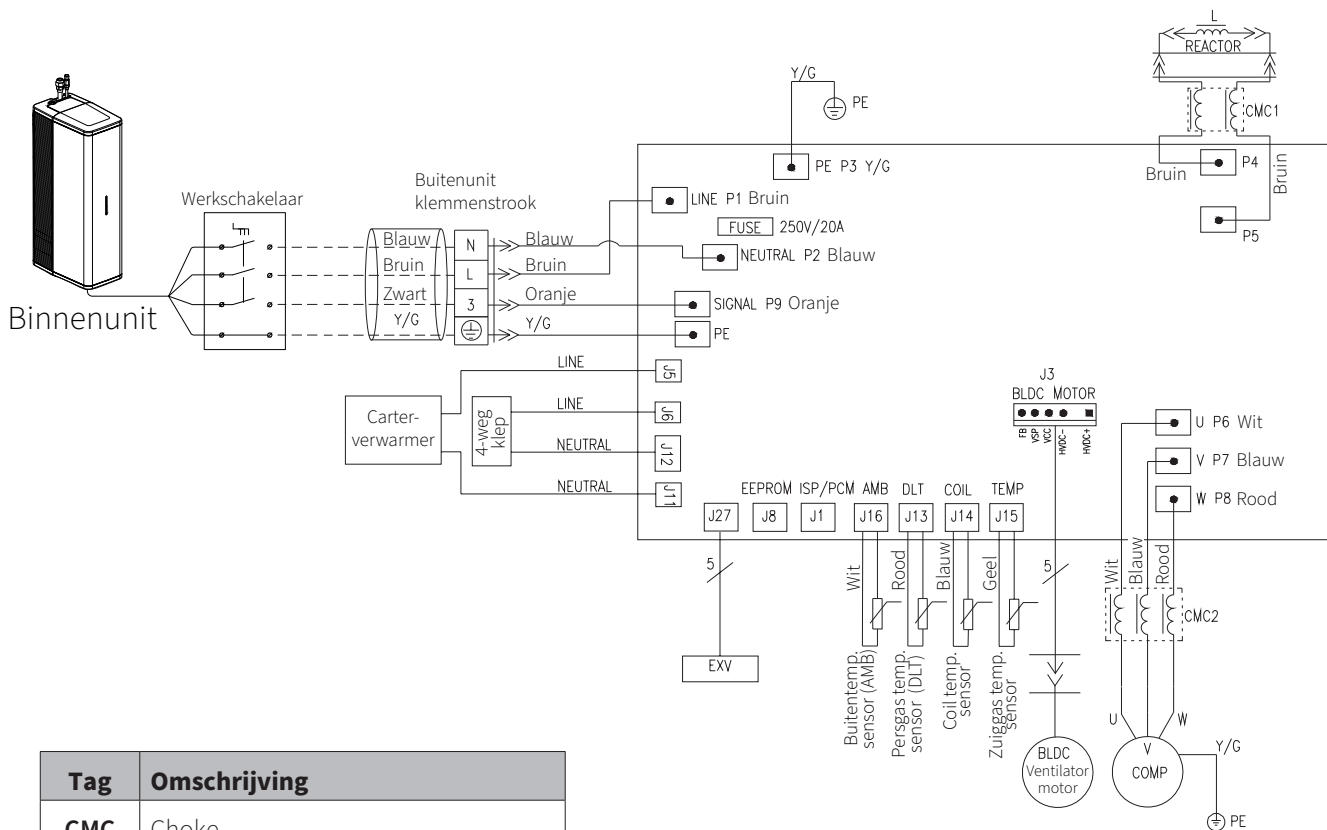 L
REACTOR
CMC1
Y/G
PE
PE P3 Y/G
Bruin
P4
Bruin
P5
Binnenunit
Werkschakelaar
Buitenunit
klemmenstrook
LINE P1 Bruin
FUSE 250V/20A
Blauw N Blauw
NEUTRAL P2 Blauw
Bruin L Bruin
Zwart 3 Oranje
SIGNAL P9 Oranje
Y/G Y/G
PE
LINE J5
LINE J6
NEUTRAL J12
NEUTRAL J11
Carter-
verwarmer
4-weg
klep
J3
BLDC MOTOR
FB
VSP
VCC
HVDC-
HVDC+
U P6 Wit
V P7 Blauw
W P8 Rood
EEPROM ISP/PCM AMB DLT COIL TEMP
J27 J8 J1 J16 J13 J14 J15
5
EXV
Wit
Rood
Blauw
Geel
Buitentemp.
sensor (AMB)
Persgas temp.
sensor (DLT)
Coil temp.
sensor
Zuiggas temp.
sensor
5
BLDC
Ventilator
motor
Wit
Blauw
Rood
CMC2
U
V
W
COMP
Y/G
PE
Tag Omschrijving